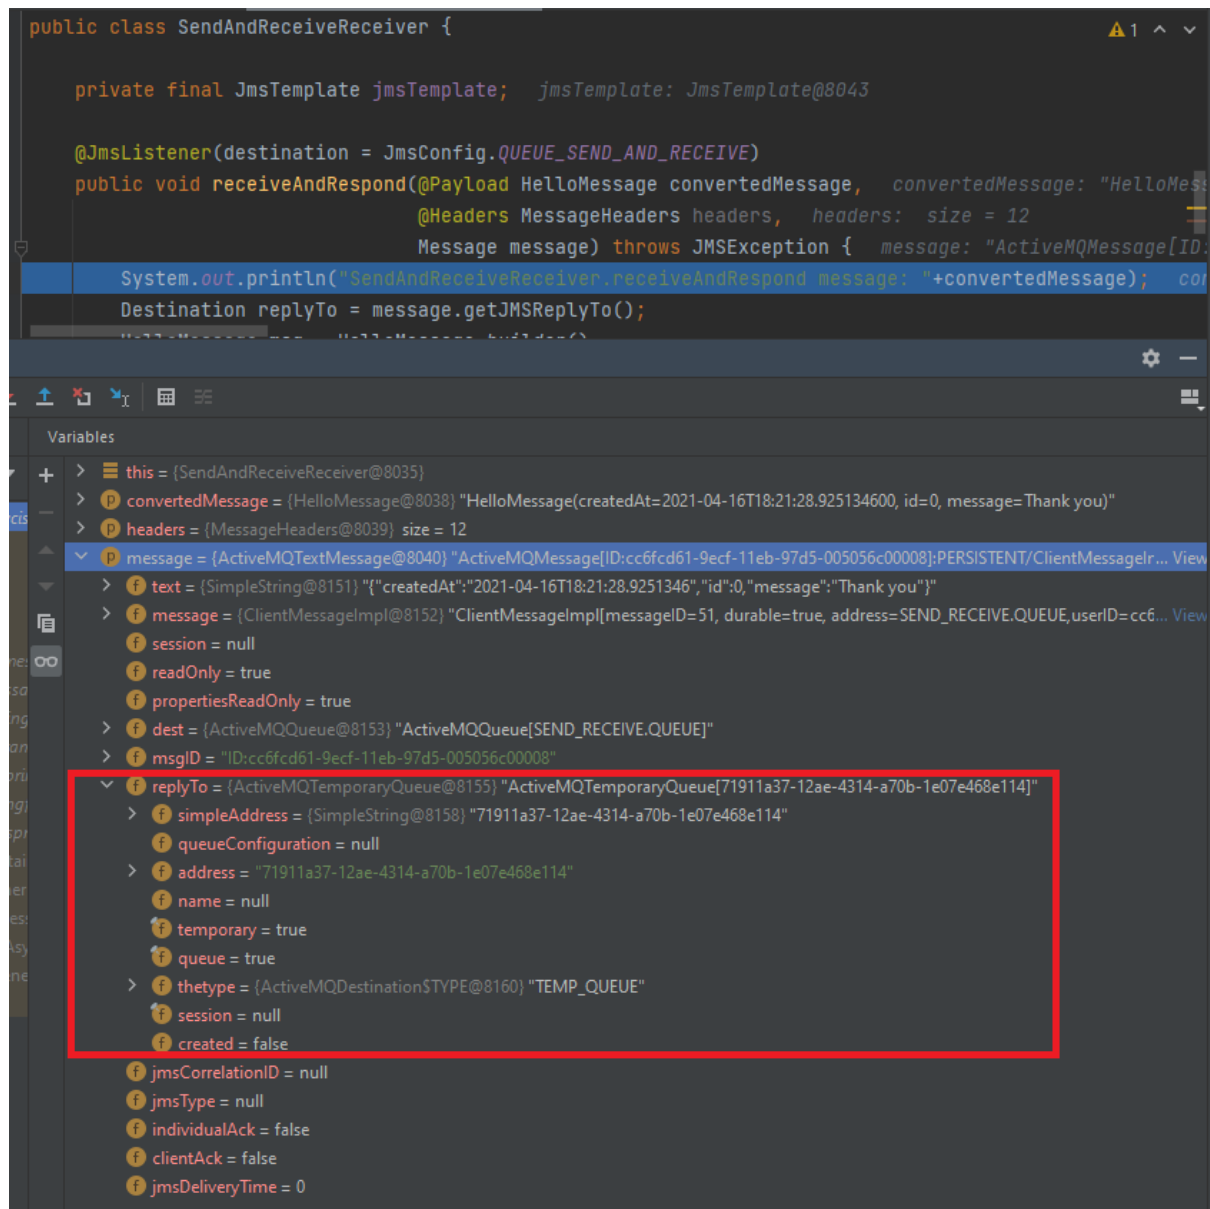 public class SendAndReceiveReceiver {
1
private final JmsTemplate jmsTemplate; jmsTemplate: JmsTemplate@8043
@JmsListener(destination = JmsConfig.QUEUE_SEND_AND_RECEIVE)
public void receiveAndRespond(@Payload HelloMessage convertedMessage, convertedMessage: "HelloMess
@Headers MessageHeaders headers, headers: size = 12
Message message) throws JMSException { message: "ActiveMQMessage[ID:
System.out.println("SendAndReceiveReceiver.receiveAndRespond message: "+convertedMessage); con
Destination replyTo = message.getJMSReplyTo();
Variables
this = {SendAndReceiveReceiver@8035}
convertedMessage = {HelloMessage@8038} "HelloMessage(createdAt=2021-04-16T18:21:28.925134600, id=0, message=Thank you)"
headers = {MessageHeaders@8039} size = 12
message = {ActiveMQTextMessage@8040} "ActiveMQMessage[ID:cc6fcd61-9ecf-11eb-97d5-005056c00008]:PERSISTENT/ClientMessageIr... View
text = {SimpleString@8151} "{"createdAt":"2021-04-16T18:21:28.9251346","id":0,"message":"Thank you"}"
message = {ClientMessageImpl@8152} "ClientMessageImpl[messageID=51, durable=true, address=SEND_RECEIVE.QUEUE,userID=cc6... View
session = null
readOnly = true
propertiesReadOnly = true
dest = {ActiveMQQueue@8153} "ActiveMQQueue[SEND_RECEIVE.QUEUE]"
msgID = "ID:cc6fcd61-9ecf-11eb-97d5-005056c00008"
replyTo = {ActiveMQTemporaryQueue@8155} "ActiveMQTemporaryQueue[71911a37-12ae-4314-a70b-1e07e468e114]"
simpleAddress = {SimpleString@8158} "71911a37-12ae-4314-a70b-1e07e468e114"
queueConfiguration = null
address = "71911a37-12ae-4314-a70b-1e07e468e114"
name = null
temporary = true
queue = true
thetype = {ActiveMQDestination$TYPE@8160} "TEMP_QUEUE"
session = null
created = false
jmsCorrelationID = null
jmsType = null
individualAck = false
clientAck = false
jmsDeliveryTime = 0